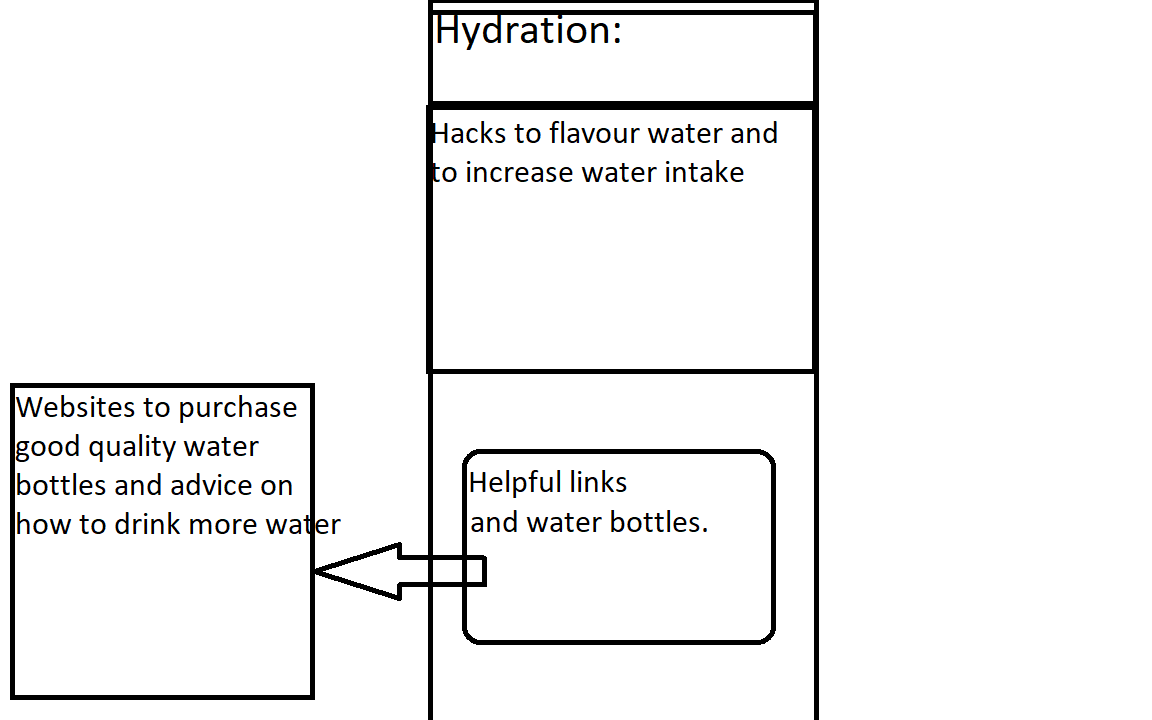 Hydration:
Hacks to flavour water and
to increase water intake
Websites to purchase
good quality water
bottles and advice on
how to drink more water
Helpful links
and water bottles.